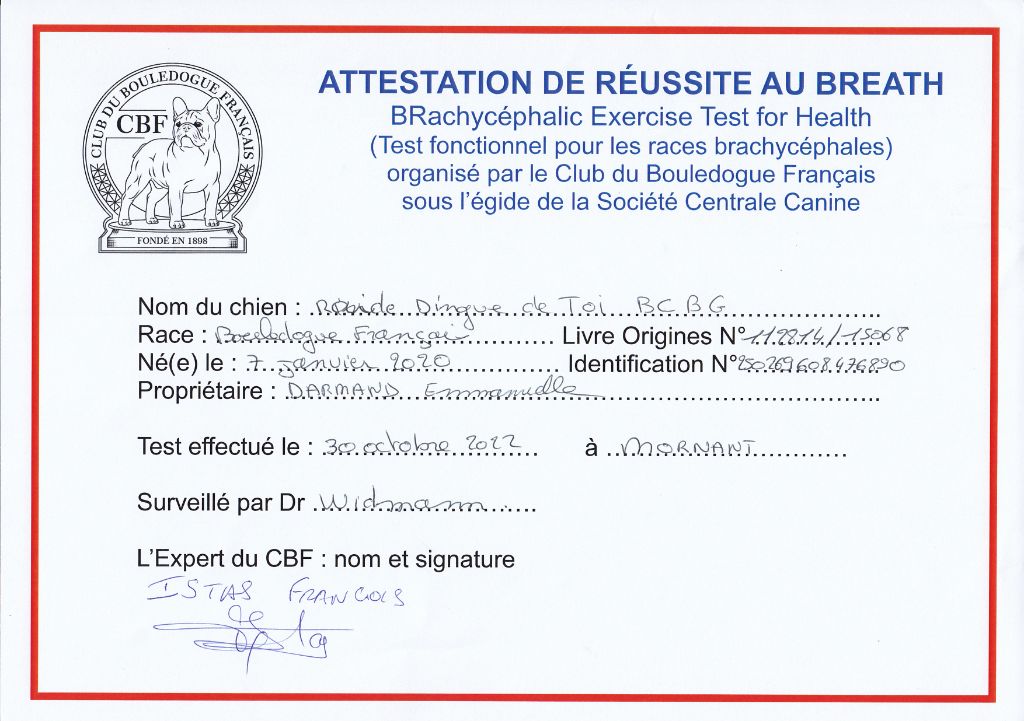 CLUB DU BOULEDOGUE FRANÇAIS
CBF
FONDÉ EN 1898
ATTESTATION DE RÉUSSITE AU BREATH
BRachycéphalic Exercise Test for Health
(Test fonctionnel pour les races brachycéphales)
organisé par le Club du Bouledogue Français
sous l'égide de la Société Centrale Canine
Nom du chien : Dingue de Toi BCBG
Race : Bouledogue Français Livre Origines N°
Né(e) le : 7 janvier 2020 Identification N° 250269608476890
Propriétaire : DARMAND Emmanuelle
Test effectué le : 30 octobre 2022 à MORNANT
Surveillé par Dr Widmann
L'Expert du CBF : nom et signature
ISTAS FRANCOIS